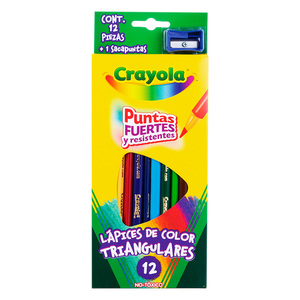 CONT.
12
PIEZAS
+ 1 Sacapuntas
Crayola
Puntas
FUERTES
y resistentes
LÁPICES DE COLOR
TRIANGULARES
12
NO-TÓXICO